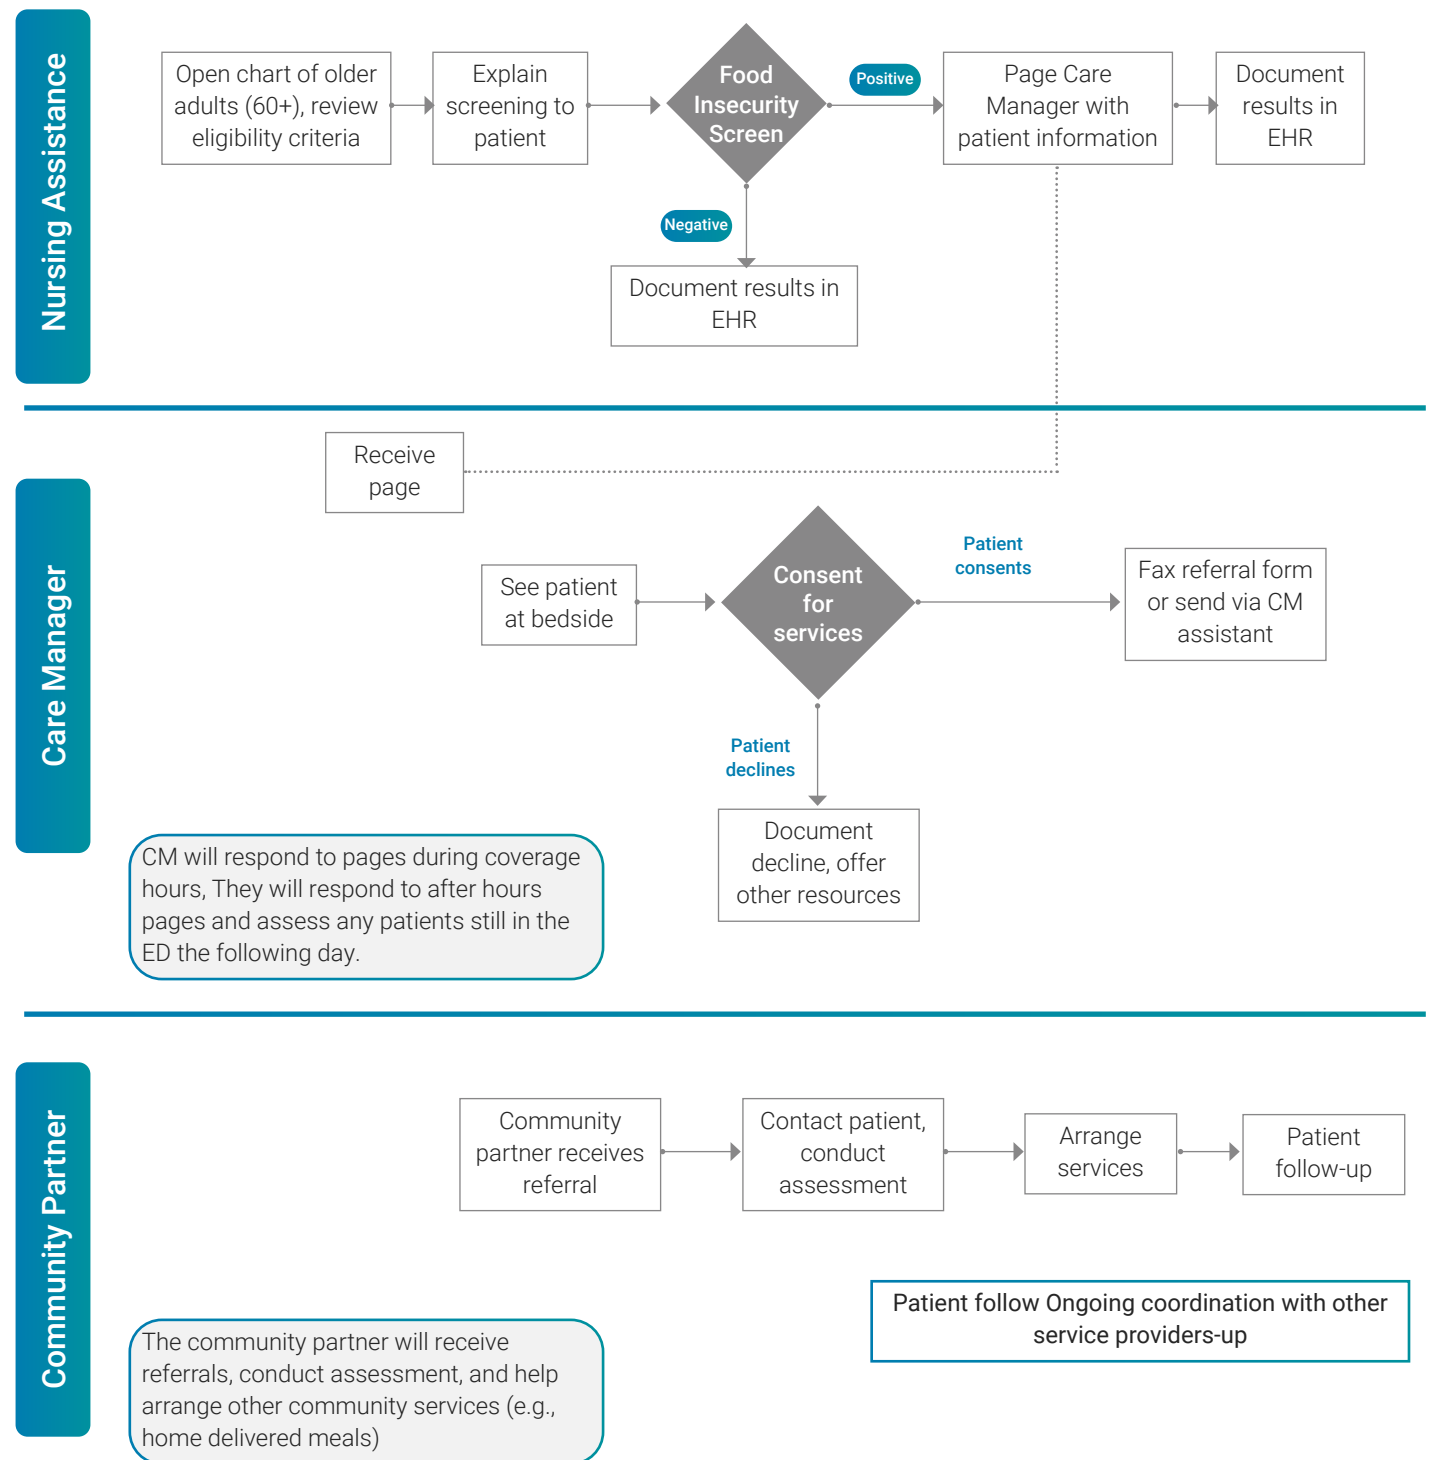 Nursing Assistance
Open chart of older
adults (60+), review
eligibility criteria
Explain
screening to
patient
Food
Insecurity
Screen
Positive
Page Care
Manager with
patient information
Document
results in
EHR
Negative
Document results in
EHR
Care Manager
Receive
page
See patient
at bedside
Consent
for
services
Patient
consents
Fax referral form
or send via CM
assistant
Patient
declines
Document
decline, offer
other resources
CM will respond to pages during coverage
hours, They will respond to after hours
pages and assess any patients still in the
ED the following day.
Community Partner
Community
partner receives
referral
Contact patient,
conduct
assessment
Arrange
services
Patient
follow-up
Patient follow Ongoing coordination with other
service providers-up
The community partner will receive
referrals, conduct assessment, and help
arrange other community services (e.g.,
home delivered meals)